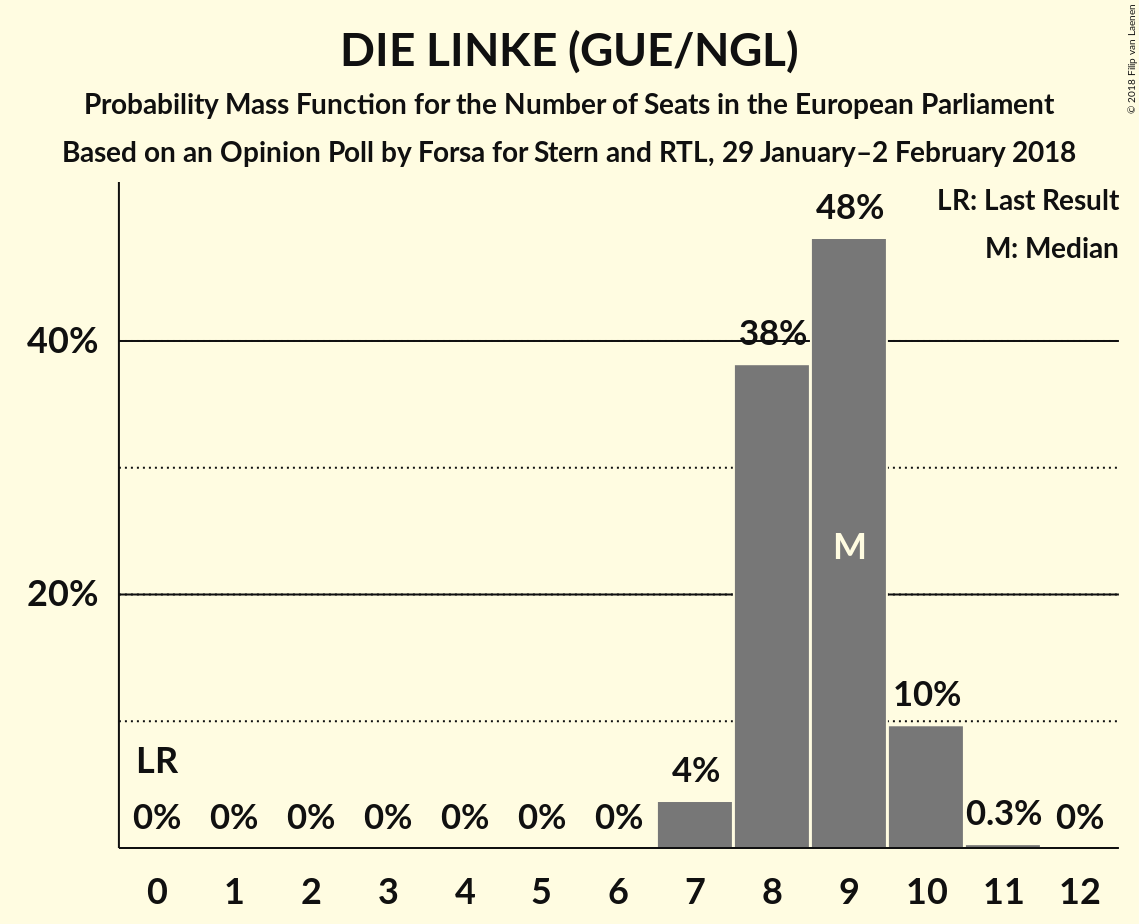 DIE LINKE (GUE/NGL)
Probability Mass Function for the Number of Seats in the European Parliament
Based on an Opinion Poll by Forsa for Stern and RTL, 29 January–2 February 2018
© 2018 Filip van Laenen
LR: Last Result
M: Median
48%
38%
40%
M
20%
10%
4%
LR
0% 0% 0% 0% 0% 0% 0% 0.3% 0%
0 1 2 3 4 5 6 7 8 9 10 11 12